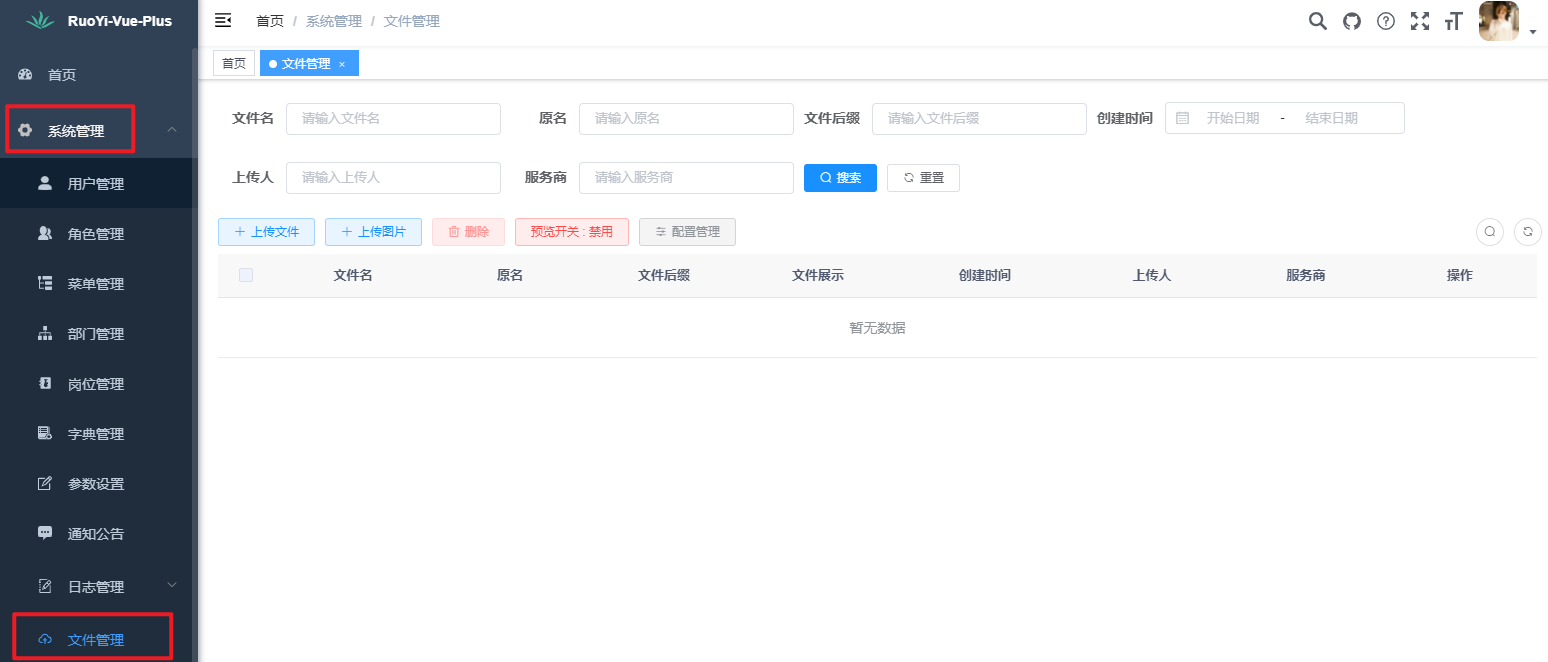 RuoYi-Vue-Plus
首页
系统管理
用户管理
角色管理
菜单管理
部门管理
岗位管理
字典管理
参数设置
通知公告
日志管理
文件管理
首页 / 系统管理 / 文件管理
首页 文件管理 ×
文件名 请输入文件名 原名 请输入原名 文件后缀 请输入文件后缀 创建时间 开始日期 - 结束日期
上传人 请输入上传人 服务商 请输入服务商 搜索 重置
上传文件 上传图片 删除 预览开关 : 禁用 配置管理
文件名 原名 文件后缀 文件展示 创建时间 上传人 服务商 操作
暂无数据